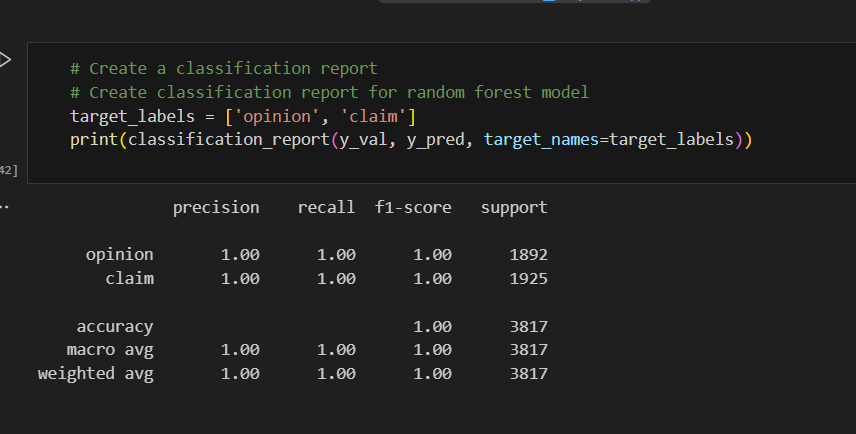 # Create a classification report
# Create classification report for random forest model
target_labels = ['opinion', 'claim']
print(classification_report(y_val, y_pred, target_names=target_labels))
42]
precision recall f1-score support
opinion 1.00 1.00 1.00 1892
claim 1.00 1.00 1.00 1925
accuracy 1.00 3817
macro avg 1.00 1.00 1.00 3817
weighted avg 1.00 1.00 1.00 3817